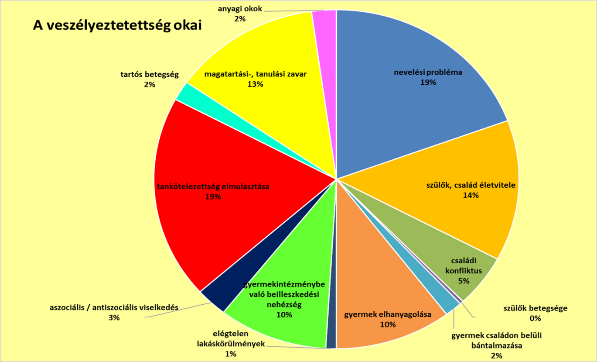 A veszélyeztetettség okai
anyagi okok
2%
nevelési probléma
19%
szülők, család életvitele
14%
családi
konfliktus
5%
szülők betegsége
0%
gyermek családon belüli
bántalmazása
2%
gyermek elhanyagolása
10%
elégtelen
lakáskörülmények
1%
gyermekintézménybe
való beilleszkedési
nehézség
10%
aszociális / antiszociális viselkedés
3%
tankötelezettség elmulasztása
19%
tartós betegség
2%
magatartási-, tanulási zavar
13%